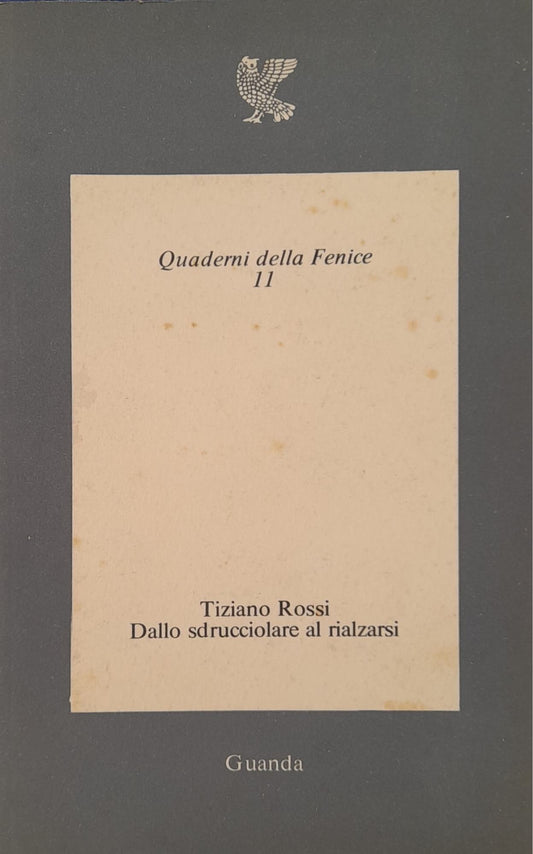 Quaderni della Fenice
11
Tiziano Rossi
Dallo sdrucciolare al rialzarsi
Guanda